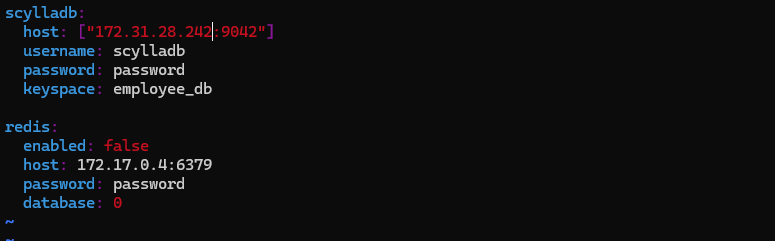 scylladb:
  host: ["172.31.28.242:9042"]
  username: scylladb
  password: password
  keyspace: employee_db

redis:
  enabled: false
  host: 172.17.0.4:6379
  password: password
  database: 0
~
~